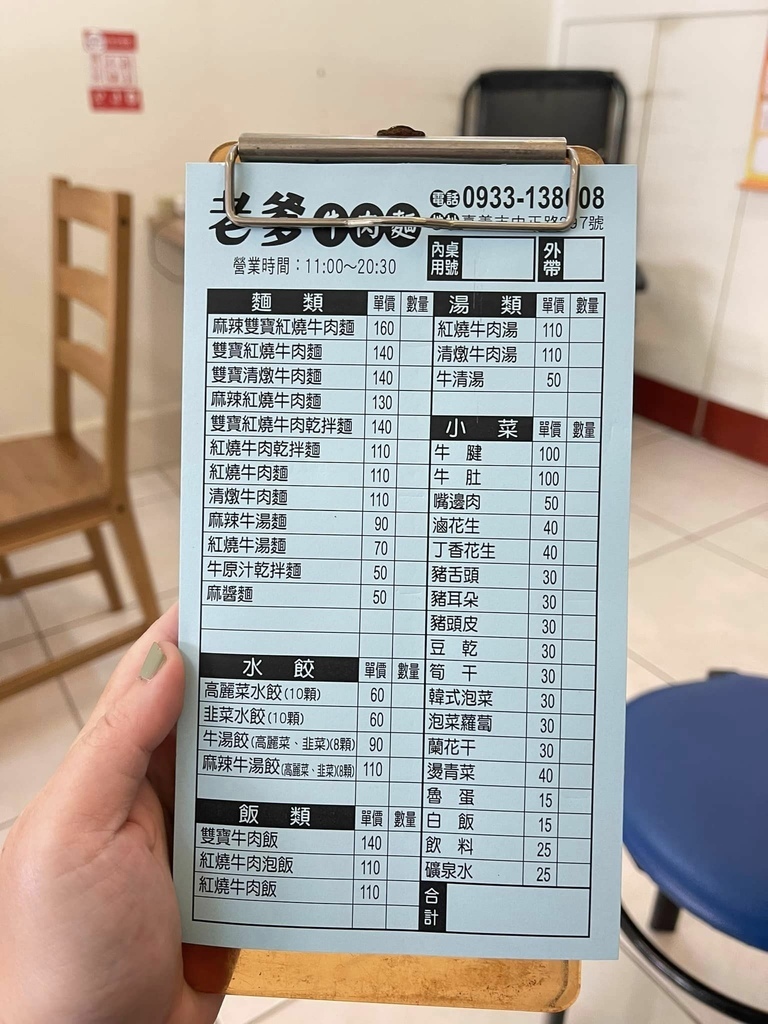 老爹牛肉麵
電話 0933-138
嘉義市中正路
營業時間：11:00～20:30
內用 桌號 外帶
麵類 單價 數量
麻辣雙寶紅燒牛肉麵 160
雙寶紅燒牛肉麵 140
雙寶清燉牛肉麵 140
麻辣紅燒牛肉麵 130
雙寶紅燒牛肉乾拌麵 140
紅燒牛肉乾拌麵 110
紅燒牛肉麵 110
清燉牛肉麵 110
麻辣牛湯麵 90
紅燒牛湯麵 70
牛原汁乾拌麵 50
麻醬麵 50
水餃 單價 數量
高麗菜水餃(10顆) 60
韭菜水餃(10顆) 60
牛湯餃(高麗菜、韭菜)(8顆) 90
麻辣牛湯餃(高麗菜、韭菜)(8顆) 110
飯類 單價 數量
雙寶牛肉飯 140
紅燒牛肉泡飯 110
紅燒牛肉飯 110
湯類 單價 數量
紅燒牛肉湯 110
清燉牛肉湯 110
牛清湯 50
小菜 單價 數量
牛腱 100
牛肚 100
嘴邊肉 50
滷花生 40
丁香花生 40
豬舌頭 30
豬耳朵 30
豬頭皮 30
豆乾 30
筍干 30
韓式泡菜 30
泡菜蘿蔔 30
蘭花干 30
燙青菜 40
魯蛋 15
白飯 15
飲料 25
礦泉水 25
合計